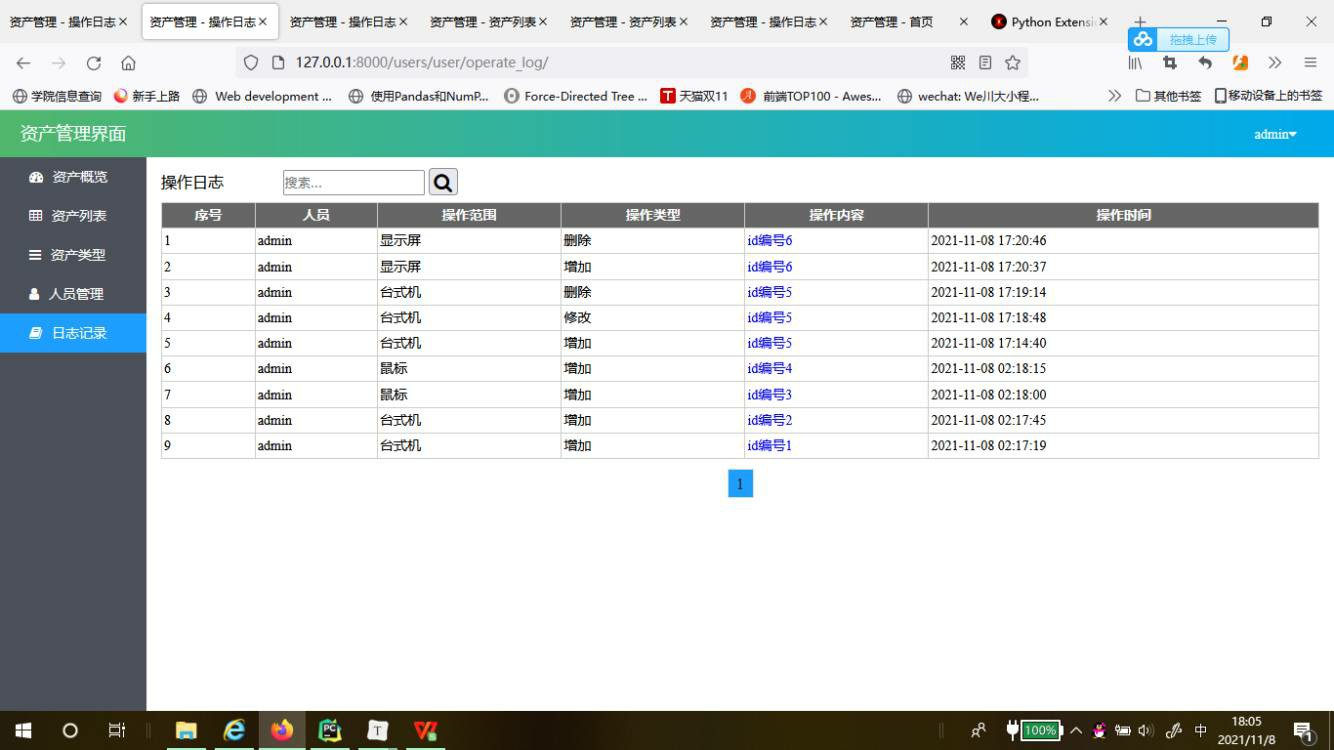 资产管理 - 操作日志 资产管理 - 操作日志 资产管理 - 操作日志 资产管理 - 资产列表 资产管理 - 资产列表 资产管理 - 操作日志 资产管理 - 首页 Python Extensi
拖拽上传
127.0.0.1:8000/users/user/operate_log/
学院信息查询 新手上路 Web development ... 使用Pandas和NumP... Force-Directed Tree ... T 天猫双11 前端TOP100 - Awes... wechat: We川大小程... 其他书签 移动设备上的书签
资产管理界面 admin
资产概览
资产列表
资产类型
人员管理
日志记录
操作日志 搜索...
序号 人员 操作范围 操作类型 操作内容 操作时间
1 admin 显示屏 删除 id编号6 2021-11-08 17:20:46
2 admin 显示屏 增加 id编号6 2021-11-08 17:20:37
3 admin 台式机 删除 id编号5 2021-11-08 17:19:14
4 admin 台式机 修改 id编号5 2021-11-08 17:18:48
5 admin 台式机 增加 id编号5 2021-11-08 17:14:40
6 admin 鼠标 增加 id编号4 2021-11-08 02:18:15
7 admin 鼠标 增加 id编号3 2021-11-08 02:18:00
8 admin 台式机 增加 id编号2 2021-11-08 02:17:45
9 admin 台式机 增加 id编号1 2021-11-08 02:17:19
1
PC T 100% 中 18:05
2021/11/8 1